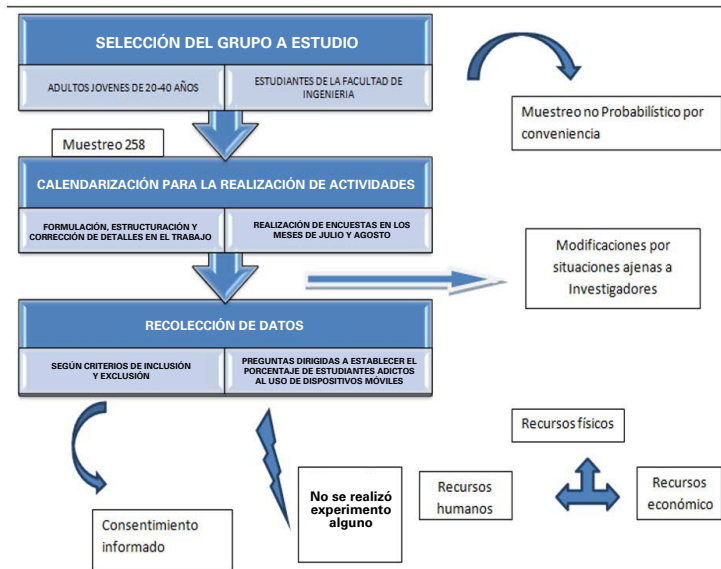 SELECCIÓN DEL GRUPO A ESTUDIO
ADULTOS JOVENES DE 20-40 AÑOS
ESTUDIANTES DE LA FACULTAD DE
INGENIERIA
Muestreo no Probabilístico por
conveniencia
Muestreo 258
CALENDARIZACIÓN PARA LA REALIZACIÓN DE ACTIVIDADES
FORMULACIÓN, ESTRUCTURACIÓN Y
CORRECCIÓN DE DETALLES EN EL TRABAJO
REALIZACIÓN DE ENCUESTAS EN LOS
MESES DE JULIO Y AGOSTO
Modificaciones por
situaciones ajenas a
Investigadores
RECOLECCIÓN DE DATOS
SEGÚN CRITERIOS DE INCLUSIÓN
Y EXCLUSIÓN
PREGUNTAS DIRIGIDAS A ESTABLECER EL
PORCENTAJE DE ESTUDIANTES ADICTOS
AL USO DE DISPOSITIVOS MÓVILES
Recursos físicos
Recursos
humanos
Recursos
económico
No se realizó
experimento
alguno
Consentimiento
informado